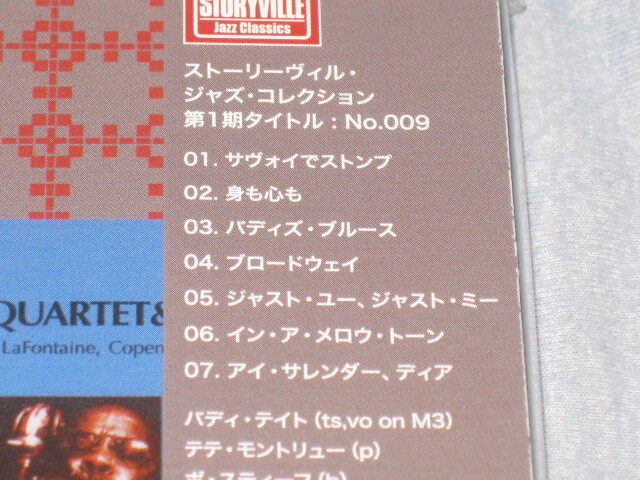 STORYVILLE
Jazz Classics
ストーリーヴィル・
ジャズ・コレクション
第1期タイトル：No.009
01. サヴォイでストンプ
02. 身も心も
03. バディズ・ブルース
04. ブロードウェイ
05. ジャスト・ユー、ジャスト・ミー
06. イン・ア・メロウ・トーン
07. アイ・サレンダー、ディア
バディ・テイト（ts,vo on M3）
テテ・モントリュー（p）
ボ・スティーフ（b）
QUARTET&
LaFontaine, Copen